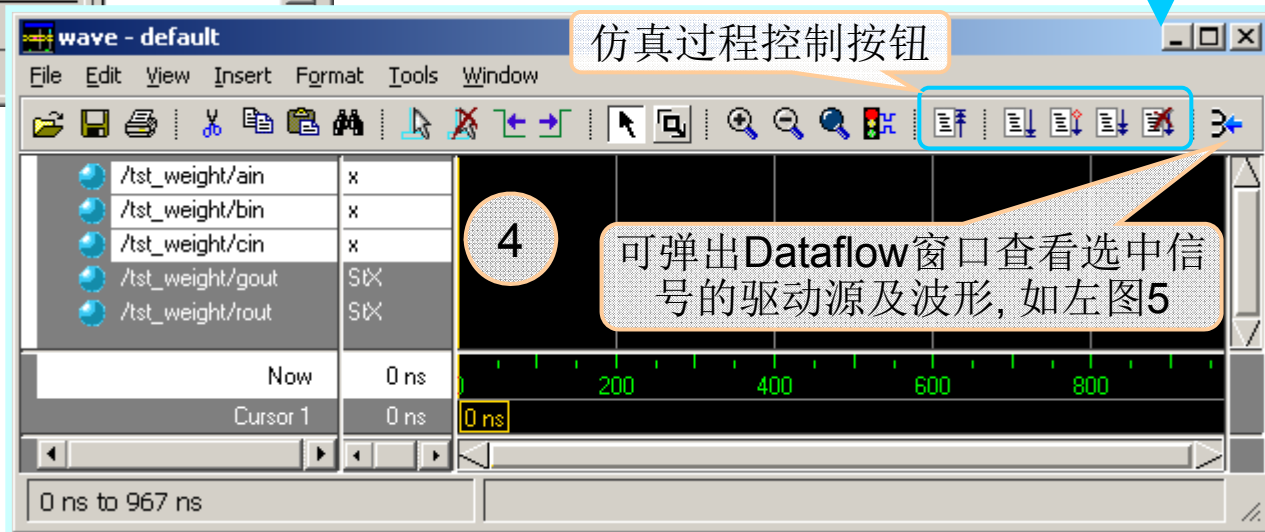 wave - default
仿真过程控制按钮
File Edit View Insert Format Tools Window
/tst_weight/ain x
/tst_weight/bin x
/tst_weight/cin x
/tst_weight/gout StX
/tst_weight/rout StX
4
可弹出Dataflow窗口查看选中信
号的驱动源及波形, 如左图5
Now 0 ns
200 400 600 800
Cursor 1 0 ns 0 ns
0 ns to 967 ns